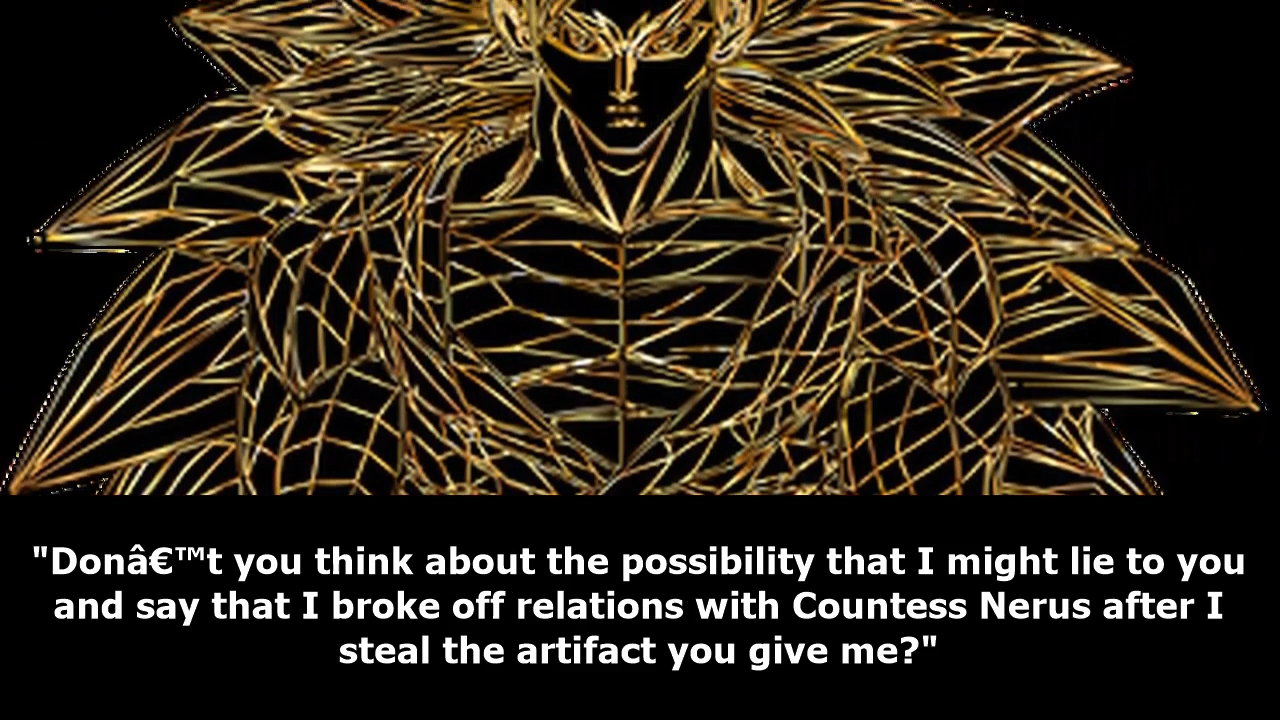 "Donâ€™t you think about the possibility that I might lie to you
and say that I broke off relations with Countess Nerus after I
steal the artifact you give me?"